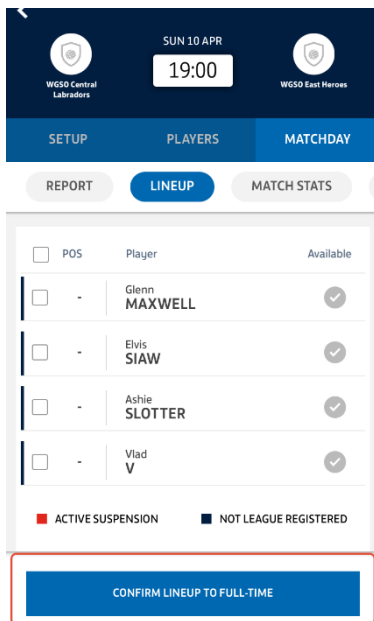 SUN 10 APR
19:00
WGSO Central
Labradors
WGSO East Heroes
SETUP PLAYERS MATCHDAY
REPORT LINEUP MATCH STATS
POS Player Available
- Glenn
MAXWELL
- Elvis
SIAW
- Ashie
SLOTTER
- Vlad
V
ACTIVE SUSPENSION NOT LEAGUE REGISTERED
CONFIRM LINEUP TO FULL-TIME